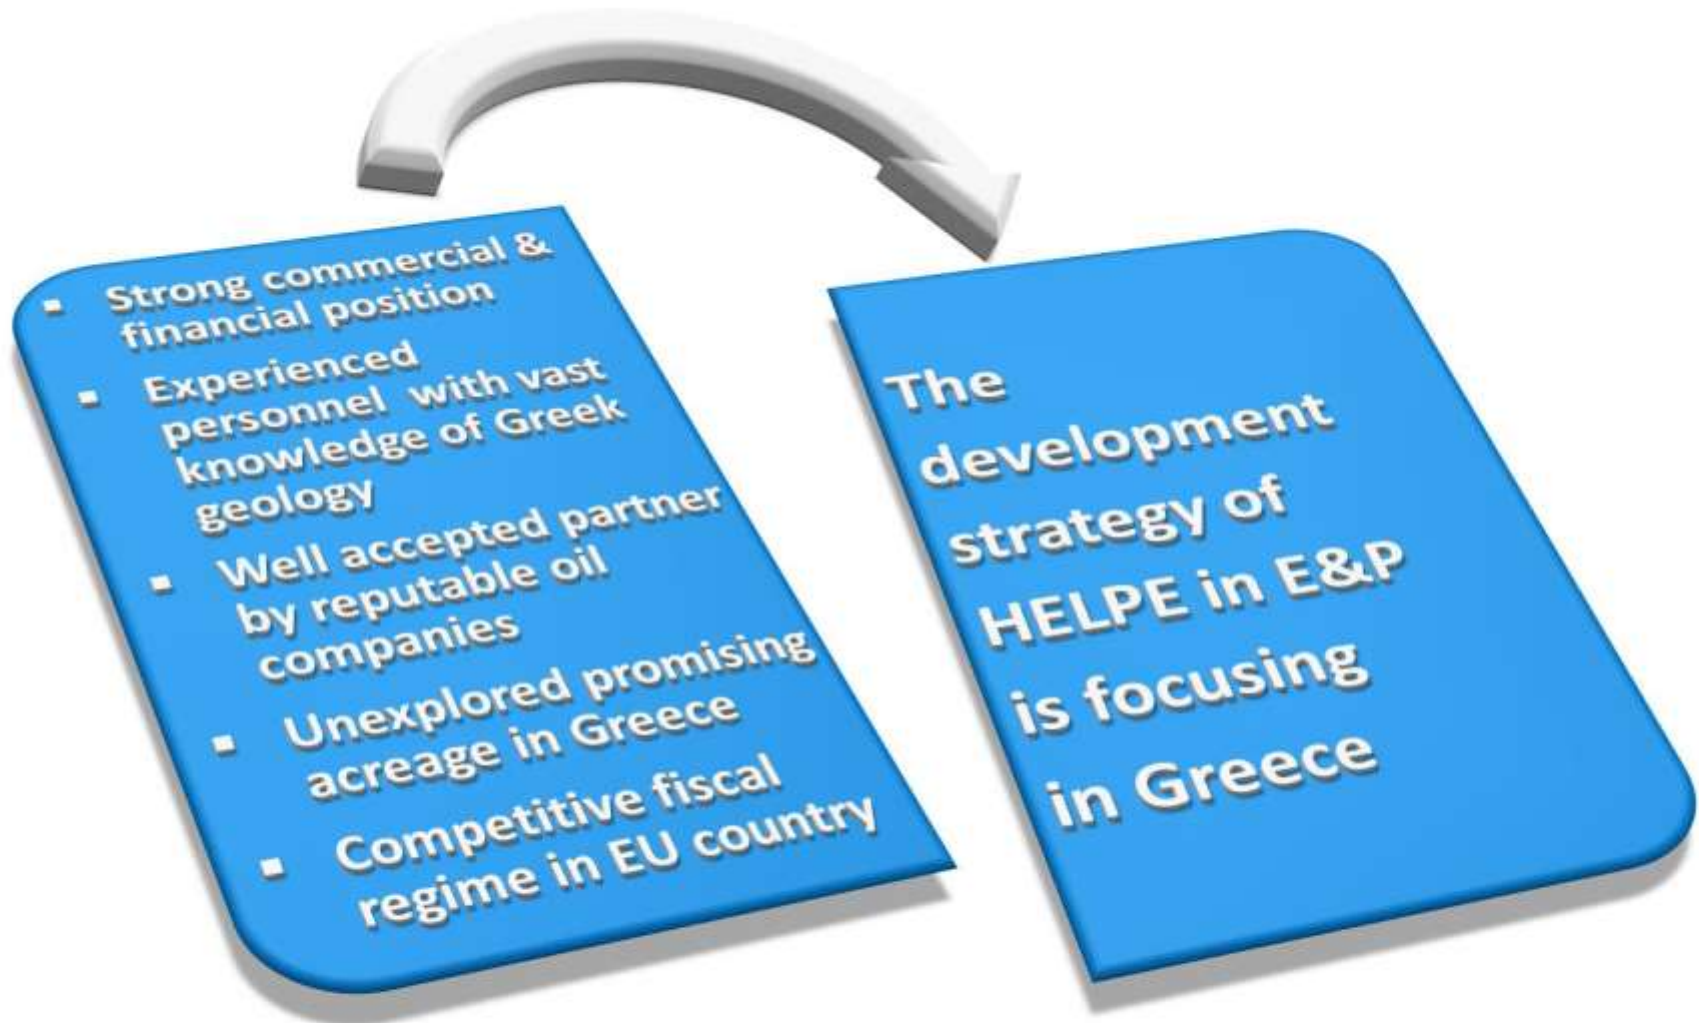 ▪ Strong commercial &
financial position
▪ Experienced
personnel with vast
knowledge of Greek
geology
▪ Well accepted partner
by reputable oil
companies
▪ Unexplored promising
acreage in Greece
▪ Competitive fiscal
regime in EU country
The
development
strategy of
HELPE in E&P
is focusing
in Greece